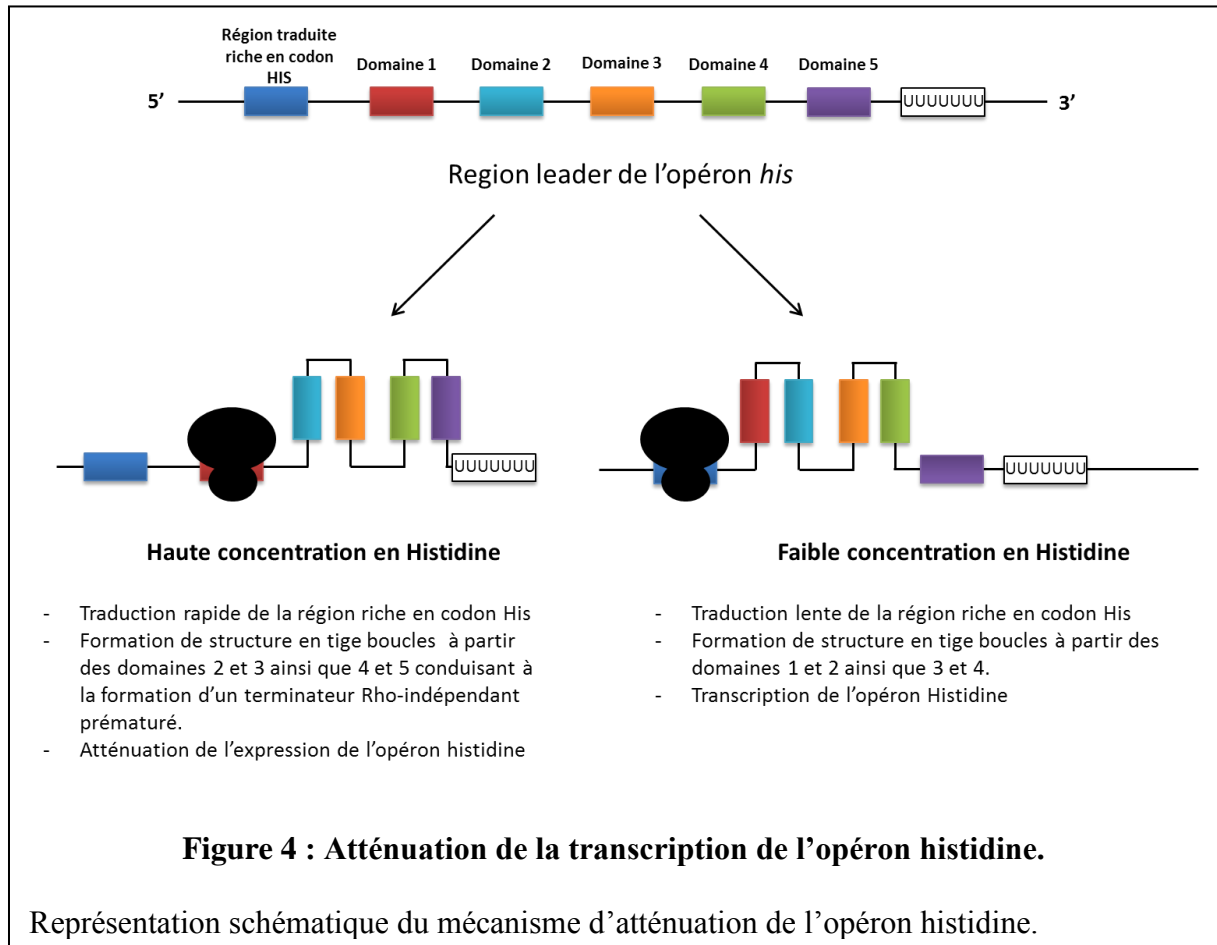 Région traduite
riche en codon
HIS
Domaine 1
Domaine 2
Domaine 3
Domaine 4
Domaine 5
5’
UUUUUUU
3’
Region leader de l’opéron his
UUUUUUU
UUUUUUU
Haute concentration en Histidine
- Traduction rapide de la région riche en codon His
- Formation de structure en tige boucles à partir
des domaines 2 et 3 ainsi que 4 et 5 conduisant à
la formation d’un terminateur Rho-indépendant
prématuré.
- Atténuation de l’expression de l’opéron histidine
Faible concentration en Histidine
- Traduction lente de la région riche en codon His
- Formation de structure en tige boucles à partir des
domaines 1 et 2 ainsi que 3 et 4.
- Transcription de l’opéron Histidine
Figure 4 : Atténuation de la transcription de l’opéron histidine.
Représentation schématique du mécanisme d’atténuation de l’opéron histidine.